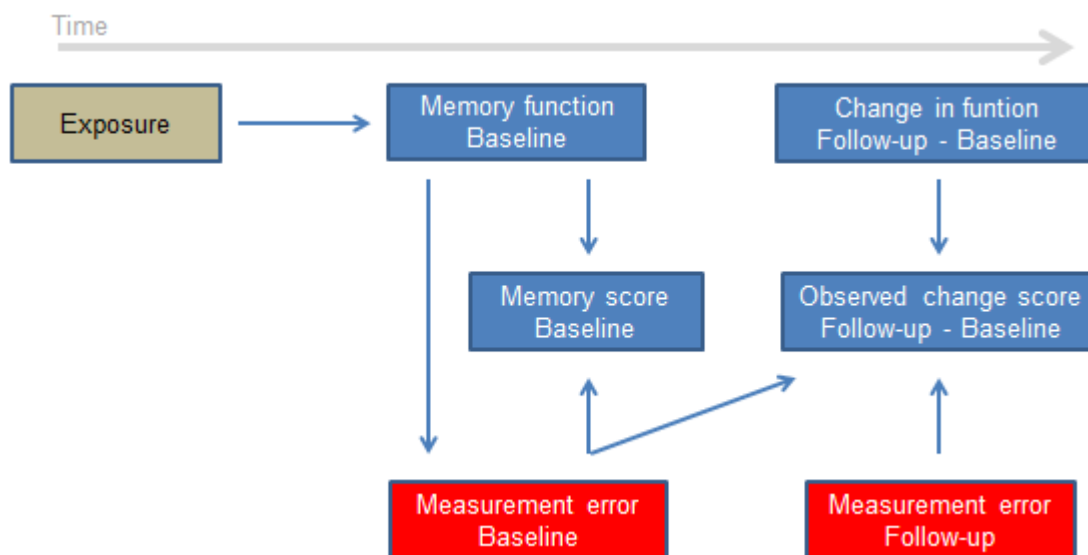 Time
Exposure
Memory function
Baseline
Change in funtion
Follow-up - Baseline
Memory score
Baseline
Observed change score
Follow-up - Baseline
Measurement error
Baseline
Measurement error
Follow-up